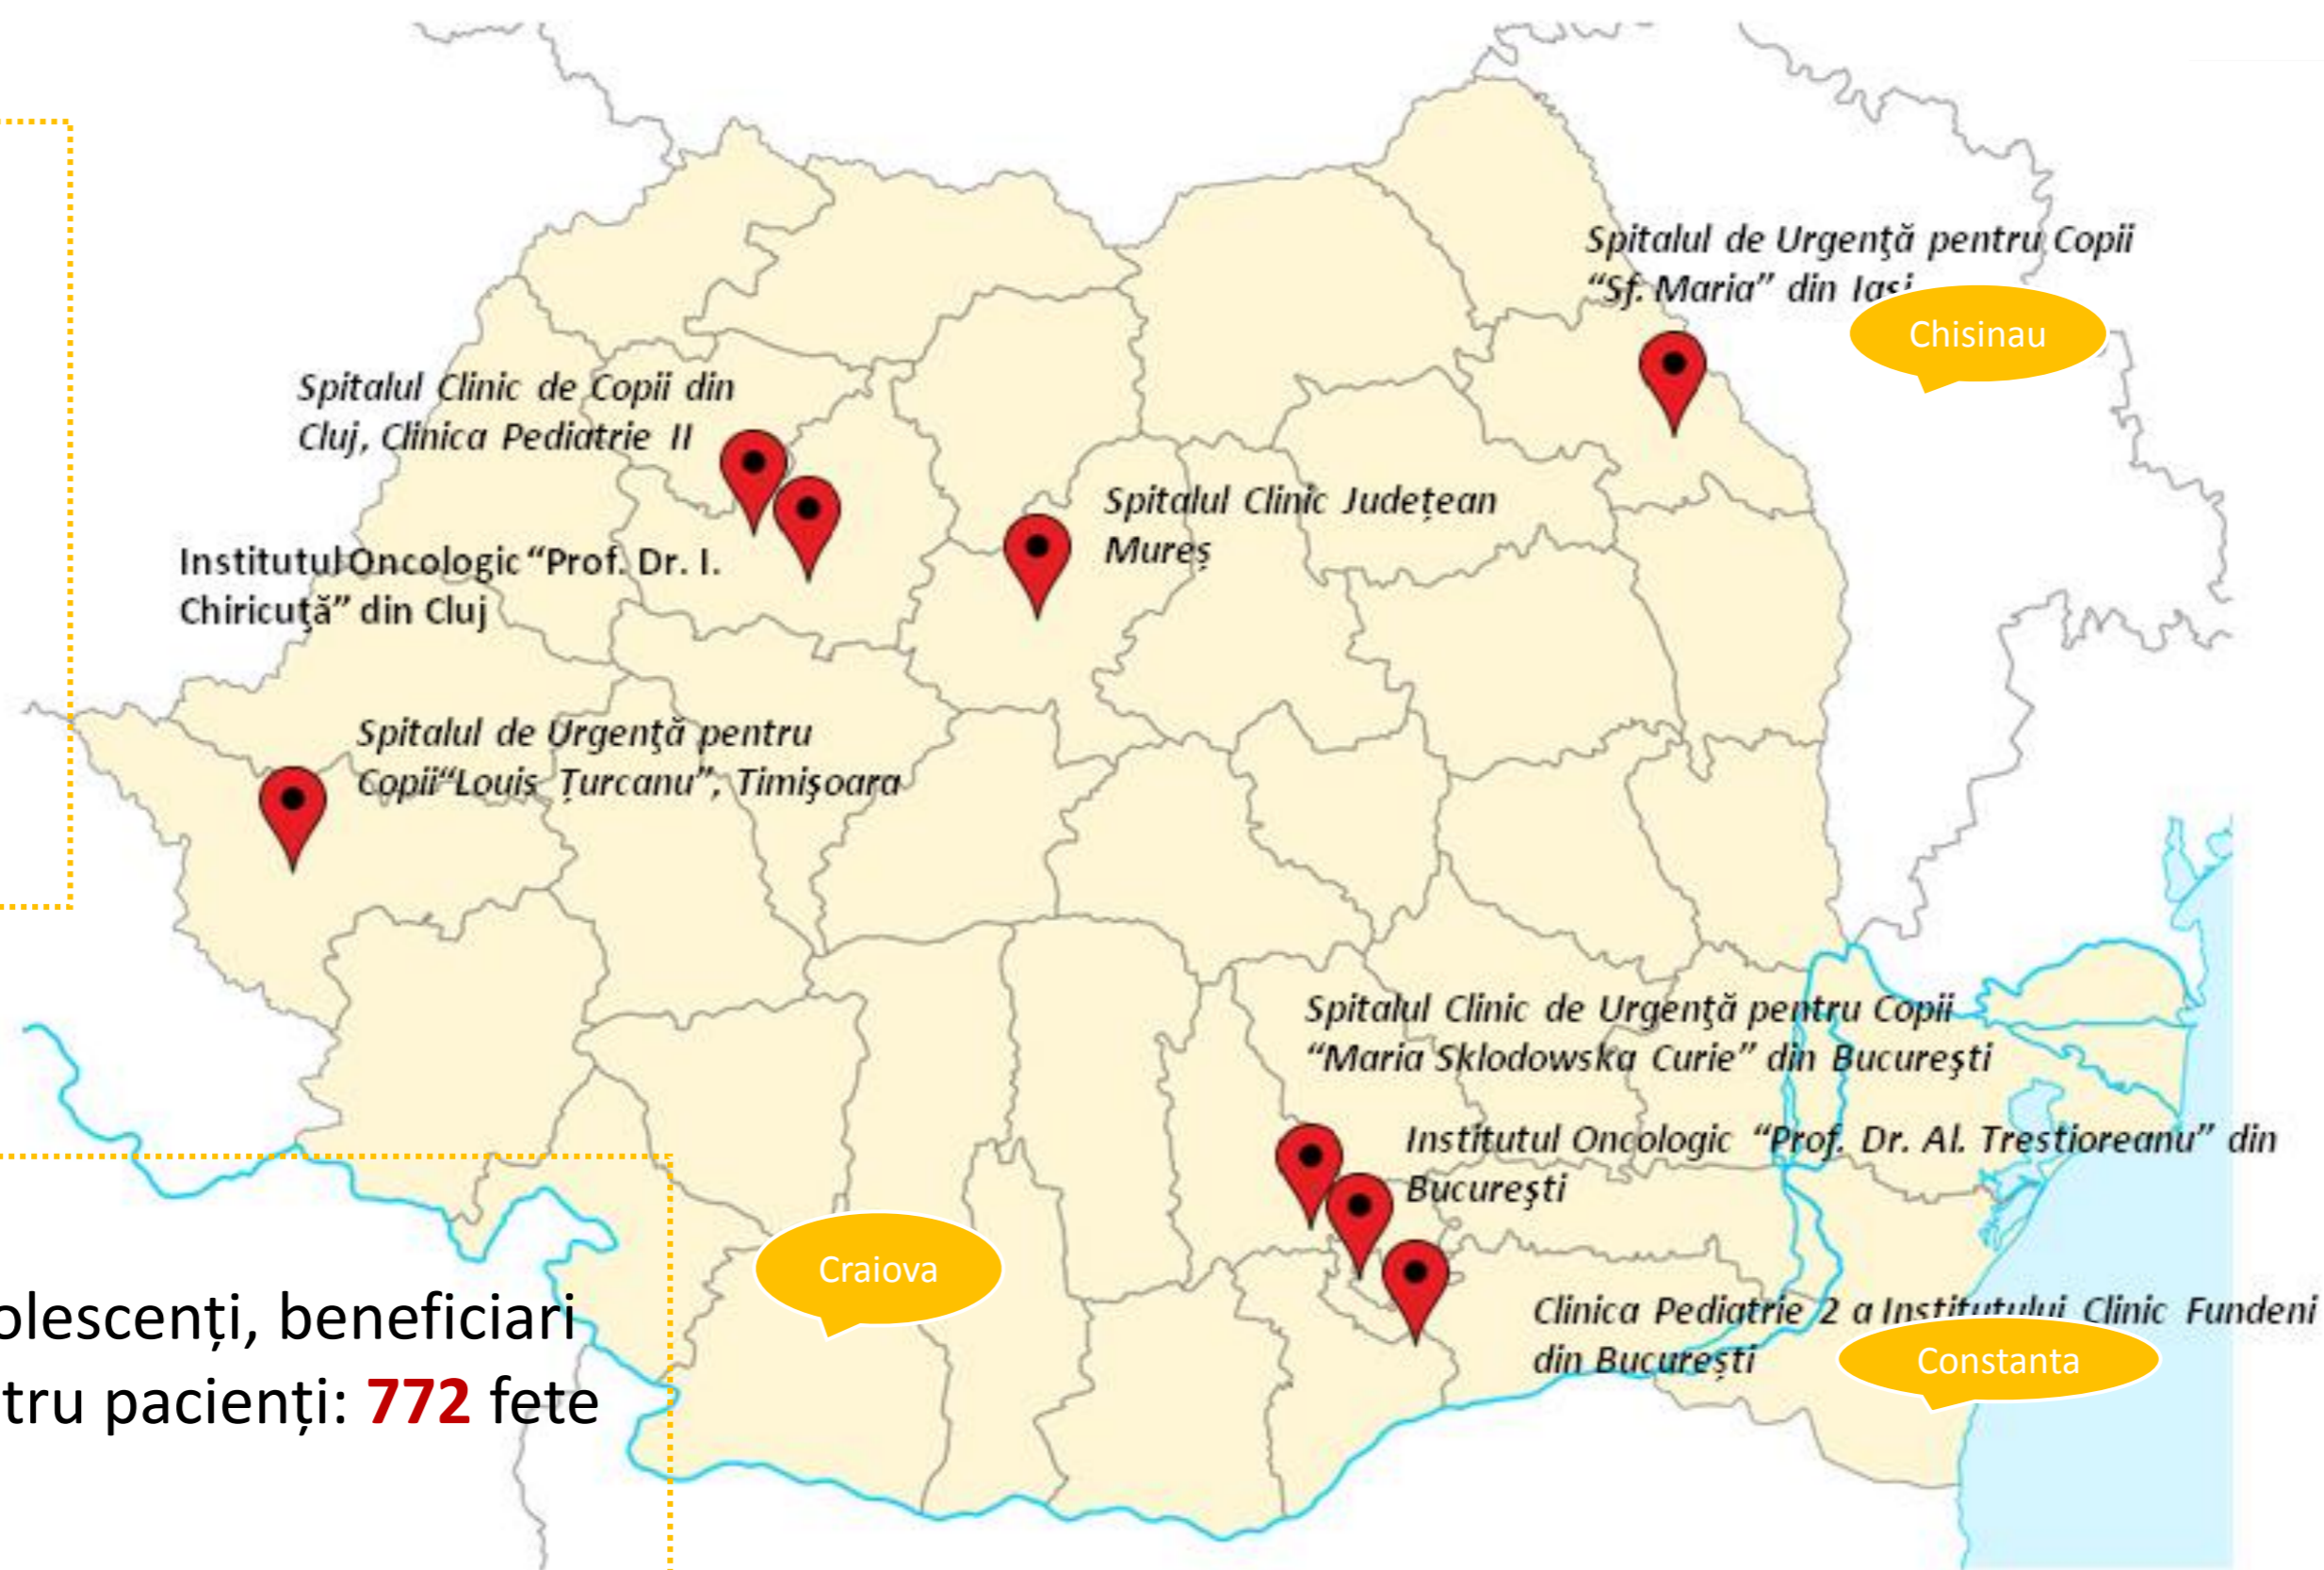 Spitalul de Urgenţă pentru Copii
“Sf. Maria” din Iaşi
Chisinau
Spitalul Clinic de Copii din
Cluj, Clinica Pediatrie II
Spitalul Clinic Județean
Mureș
Institutul Oncologic “Prof. Dr. I.
Chiricuţă” din Cluj
Spitalul de Urgenţă pentru
Copii“Louis Țurcanu”, Timişoara
Spitalul Clinic de Urgenţă pentru Copii
“Maria Sklodowska Curie” din Bucureşti
Institutul Oncologic “Prof. Dr. Al. Trestioreanu” din
Bucureşti
Craiova
Clinica Pediatrie 2 a Institutului Clinic Fundeni
din București
Constanta
olescenți, beneficiari
tru pacienți: 772 fete